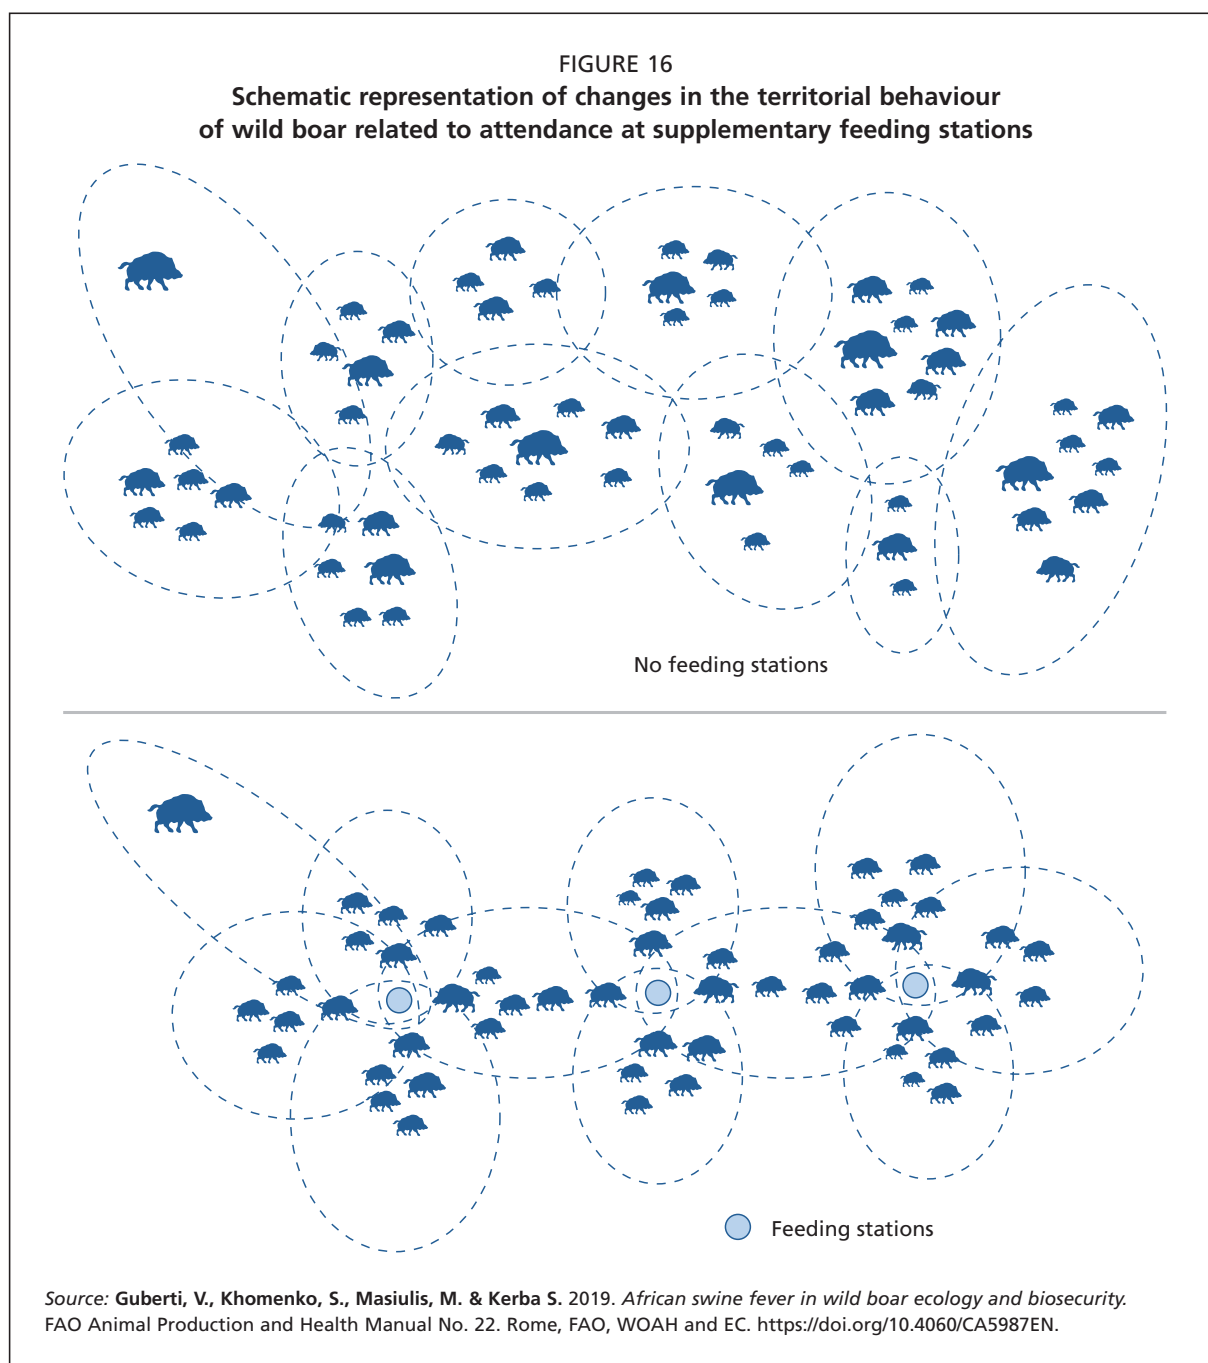 FIGURE 16
Schematic representation of changes in the territorial behaviour
of wild boar related to attendance at supplementary feeding stations
No feeding stations
Feeding stations
Source: Guberti, V., Khomenko, S., Masiulis, M. & Kerba S. 2019. African swine fever in wild boar ecology and biosecurity.
FAO Animal Production and Health Manual No. 22. Rome, FAO, WOAH and EC. https://doi.org/10.4060/CA5987EN.